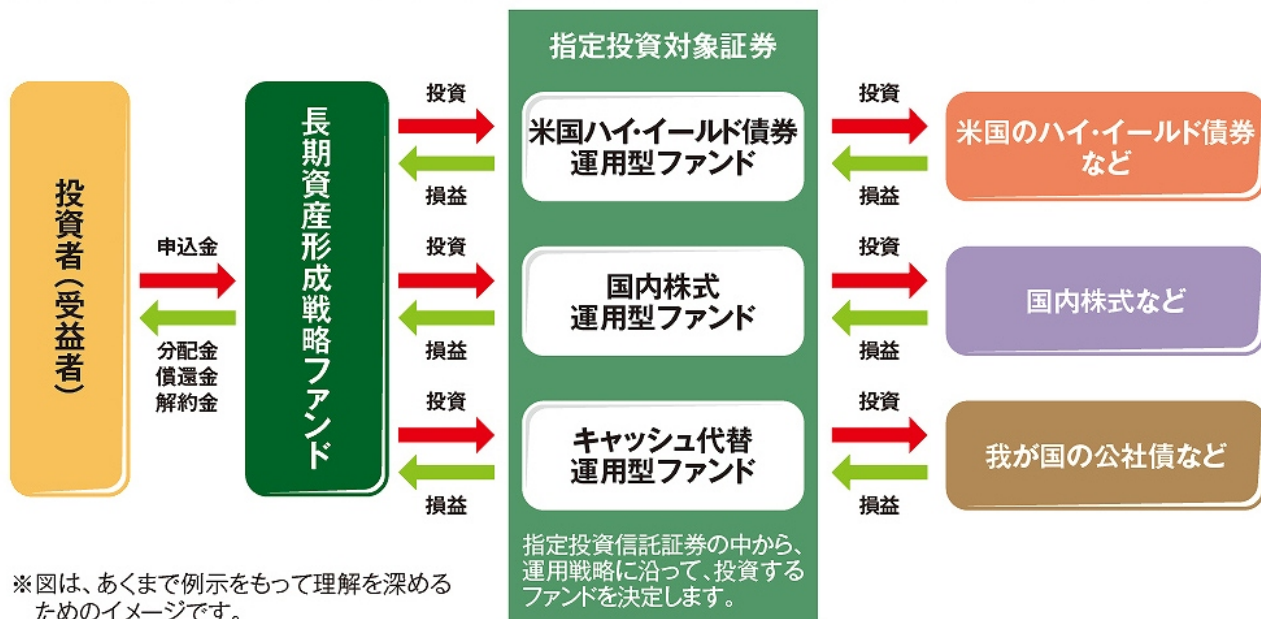 指定投資対象証券
投資者(受益者)
申込金
分配金
償還金
解約金
長期資産形成戦略ファンド
投資
損益
米国ハイ・イールド債券
運用型ファンド
投資
損益
米国のハイ・イールド債券
など
投資
損益
国内株式
運用型ファンド
投資
損益
国内株式など
投資
損益
キャッシュ代替
運用型ファンド
投資
損益
我が国の公社債など
指定投資信託証券の中から、
運用戦略に沿って、投資する
ファンドを決定します。
※図は、あくまで例示をもって理解を深める
ためのイメージです。